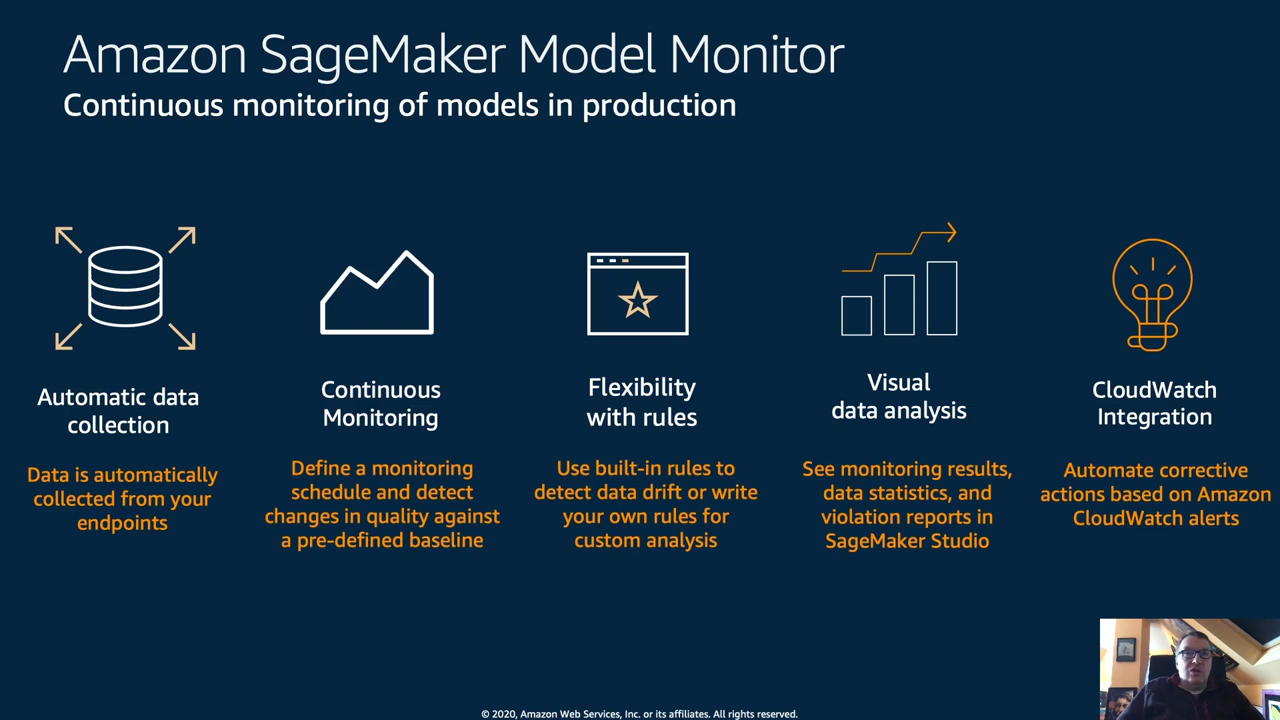 Amazon SageMaker Model Monitor
Continuous monitoring of models in production
Automatic data
collection
Data is automatically
collected from your
endpoints
Continuous
Monitoring
Define a monitoring
schedule and detect
changes in quality against
a pre-defined baseline
Flexibility
with rules
Use built-in rules to
detect data drift or write
your own rules for
custom analysis
Visual
data analysis
See monitoring results,
data statistics, and
violation reports in
SageMaker Studio
CloudWatch
Integration
Automate corrective
actions based on Amazon
CloudWatch alerts
© 2020, Amazon Web Services, Inc. or its affiliates. All rights reserved.